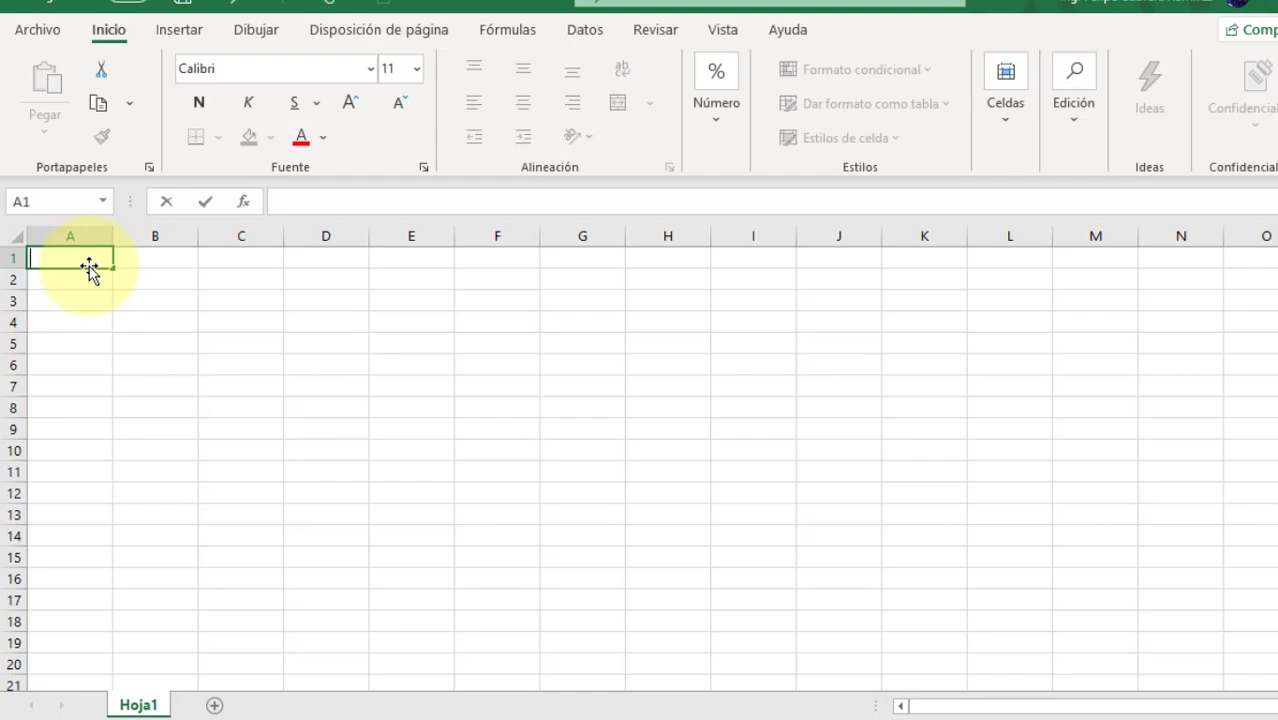 Archivo Inicio Insertar Dibujar Disposición de página Fórmulas Datos Revisar Vista Ayuda Comp
Calibri 11
Pegar N K S A A A Número Formato condicional Celdas Edición Ideas Confidencial
Dar formato como tabla
Estilos de celda
Portapapeles Fuente Alineación Estilos Ideas Confidencial
A1 fx
A B C D E F G H I J K L M N O
1
2
3
4
5
6
7
8
9
10
11
12
13
14
15
16
17
18
19
20
21
Hoja1